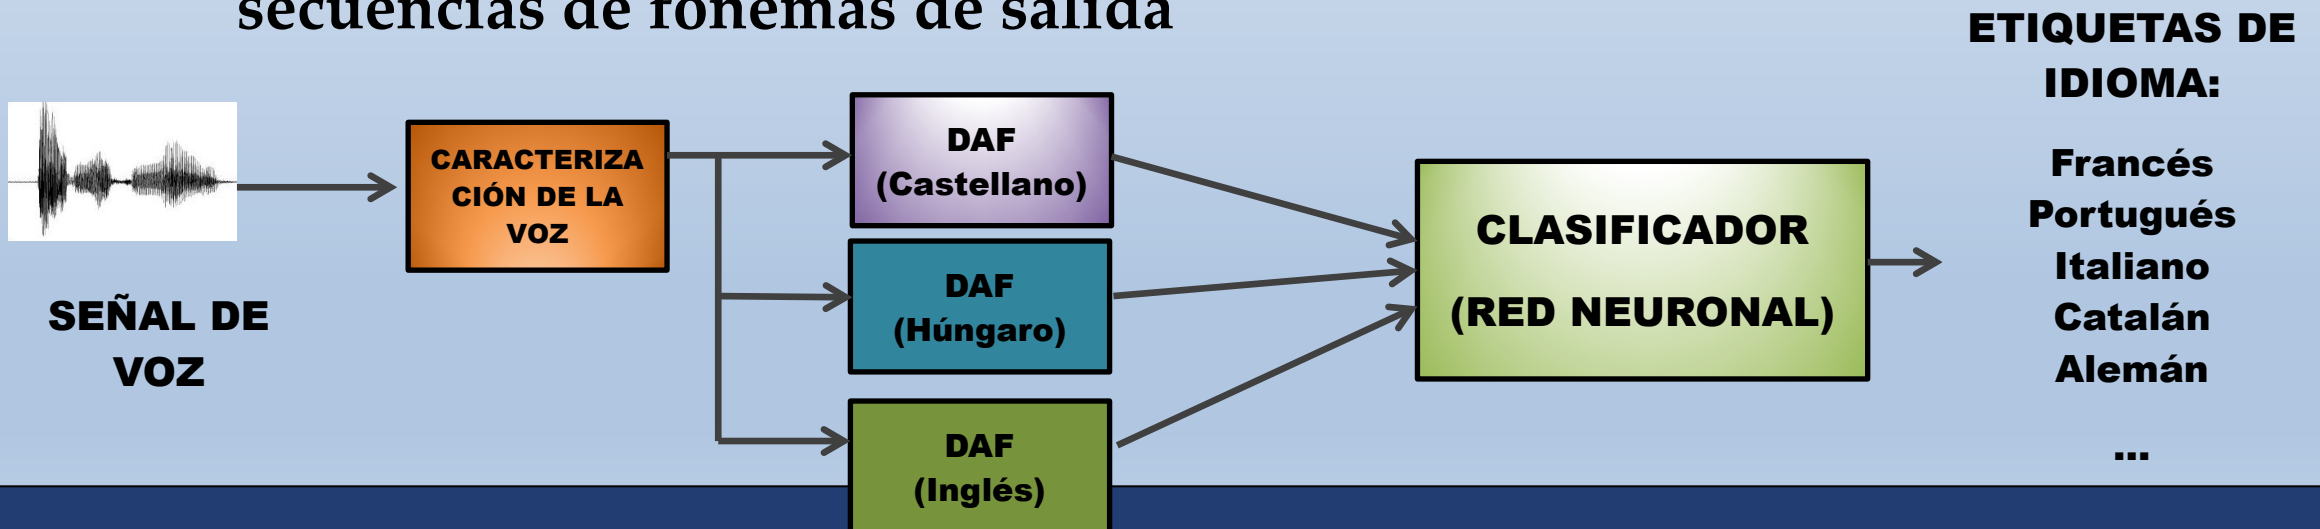 secuencias de fonemas de salida
SEÑAL DE
VOZ
CARACTERIZA
CIÓN DE LA
VOZ
DAF
(Castellano)
DAF
(Húngaro)
DAF
(Inglés)
CLASIFICADOR
(RED NEURONAL)
ETIQUETAS DE
IDIOMA:
Francés
Portugués
Italiano
Catalán
Alemán
...